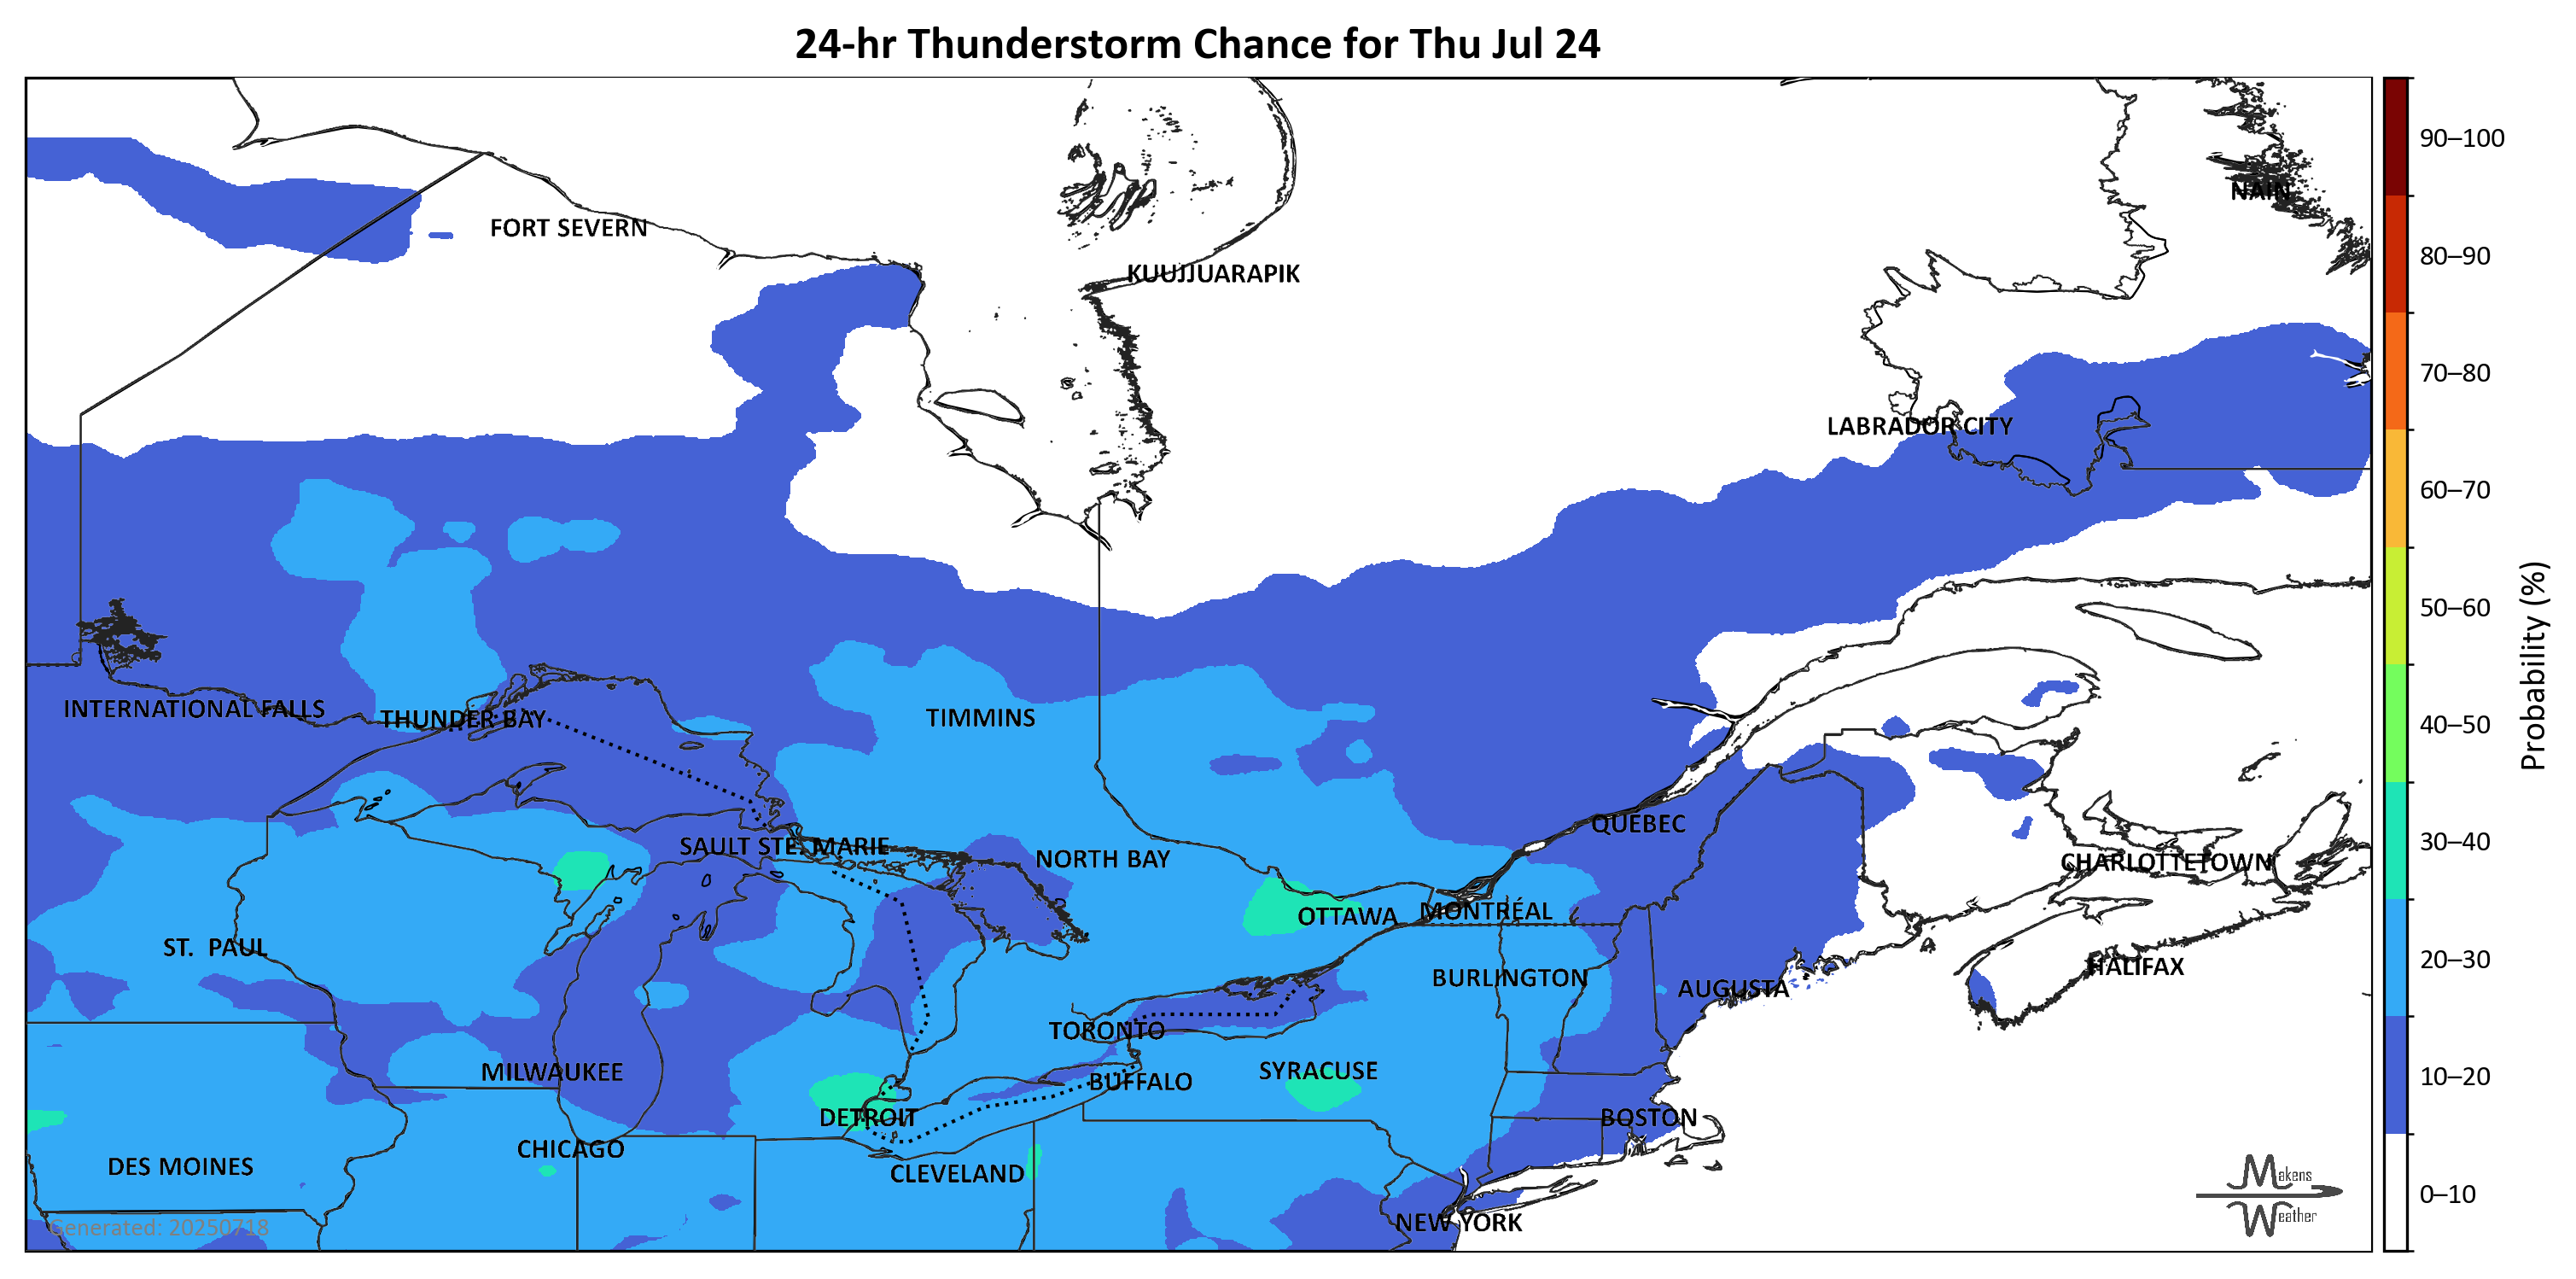 24-hr Thunderstorm Chance for Thu Jul 24
90–100
NAIN
FORT SEVERN
80–90
KUUJJUARAPIK
70–80
LABRADOR CITY
60–70
50–60
Probability (%)
INTERNATIONAL FALLS
THUNDER BAY
TIMMINS
40–50
QUEBEC
SAULT STE. MARIE
NORTH BAY
CHARLOTTETOWN
30–40
OTTAWA
MONTRÉAL
ST. PAUL
20–30
HALIFAX
BURLINGTON
AUGUSTA
TORONTO
MILWAUKEE
SYRACUSE
BUFFALO
10–20
DETROIT
BOSTON
CHICAGO
DES MOINES
CLEVELAND
Makens
Weather
0–10
NEW YORK
Generated: 20250718